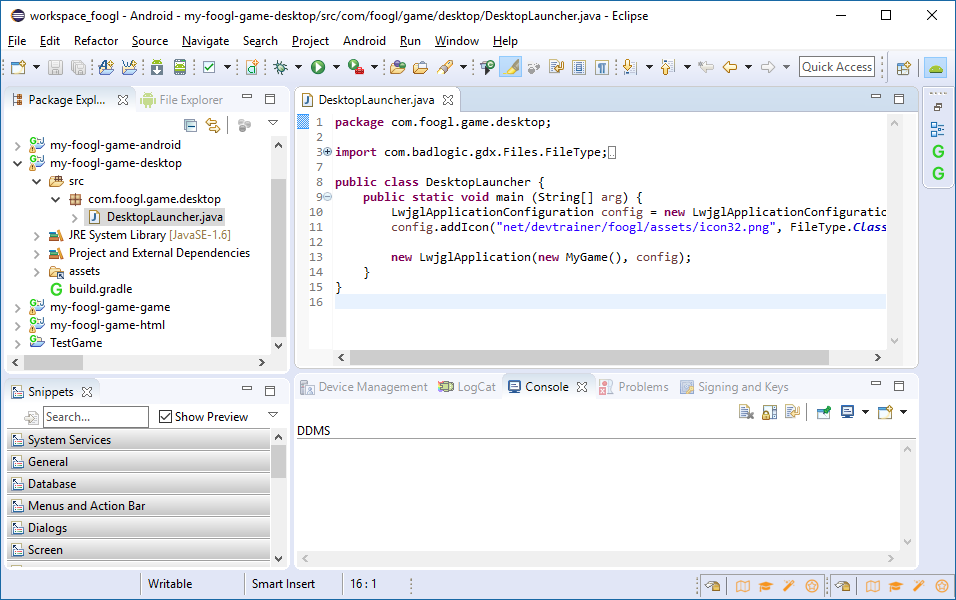 workspace_foogl - Android - my-foogl-game-desktop/src/com/foogl/game/desktop/DesktopLauncher.java - Eclipse
File Edit Refactor Source Navigate Search Project Android Run Window Help
Quick Access
Package Expl... File Explorer
my-foogl-game-android
my-foogl-game-desktop
src
com.foogl.game.desktop
DesktopLauncher.java
JRE System Library [JavaSE-1.6]
Project and External Dependencies
assets
build.gradle
my-foogl-game-game
my-foogl-game-html
TestGame
DesktopLauncher.java
1 package com.foogl.game.desktop;
2
3 import com.badlogic.gdx.Files.FileType;
7
8 public class DesktopLauncher {
9 public static void main (String[] arg) {
10 LwjglApplicationConfiguration config = new LwjglApplicationConfiguratio
11 config.addIcon("net/devtrainer/foogl/assets/icon32.png", FileType.Class
12
13 new LwjglApplication(new MyGame(), config);
14 }
15 }
16
Snippets
Search... Show Preview
System Services
General
Database
Menus and Action Bar
Dialogs
Screen
Device Management LogCat Console Problems Signing and Keys
DDMS
Writable Smart Insert 16 : 1